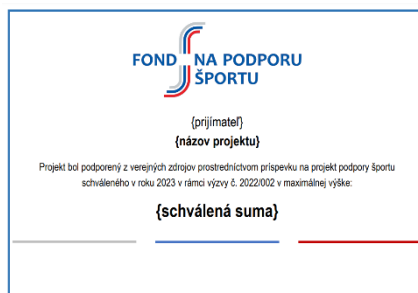 FOND NA PODPORU
ŠPORTU
{prijímateľ}
{názov projektu}
Projekt bol podporený z verejných zdrojov prostredníctvom príspevku na projekt podpory športu
schváleného v roku 2023 v rámci výzvy č. 2022/002 v maximálnej výške:
{schválená suma}